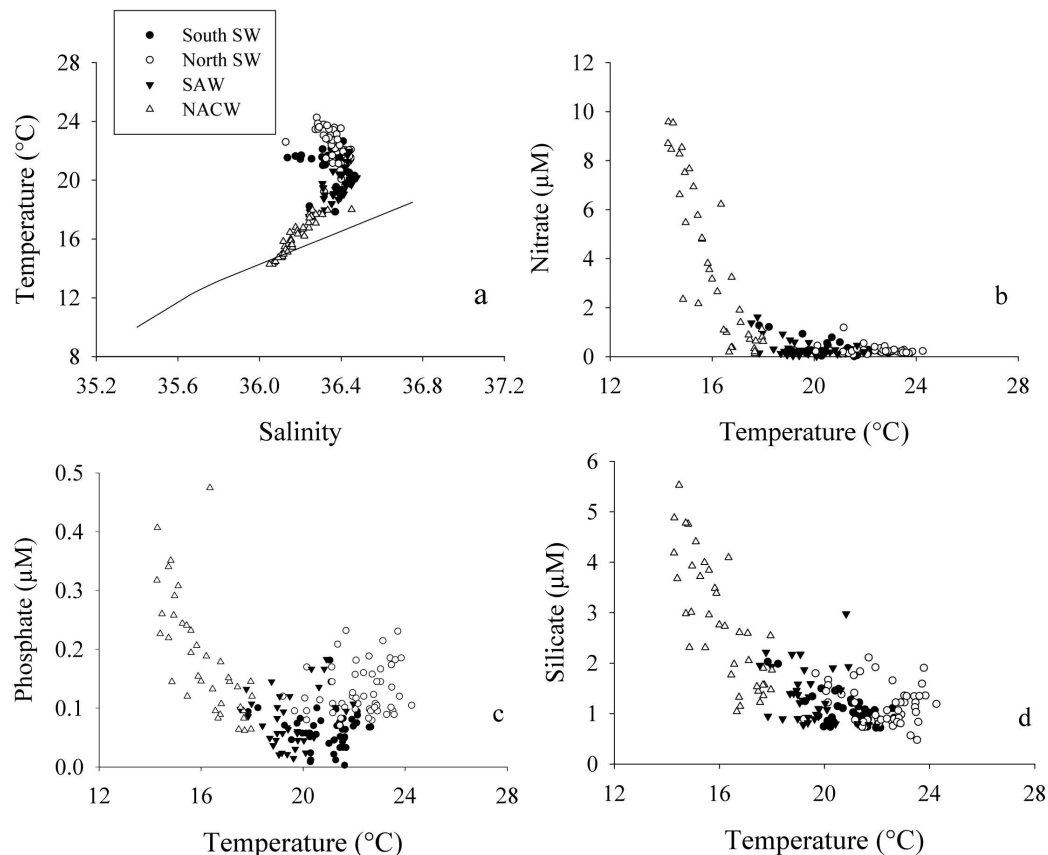 South SW
North SW
SAW
NACW
28
24
20
16
12
8
Temperature (°C)
35.2 35.6 36.0 36.4 36.8 37.2
Salinity
a
12
10
8
6
4
2
0
Nitrate (µM)
12 16 20 24 28
Temperature (°C)
b
0.5
0.4
0.3
0.2
0.1
0.0
Phosphate (µM)
12 16 20 24 28
Temperature (°C)
c
6
5
4
3
2
1
0
Silicate (µM)
12 16 20 24 28
Temperature (°C)
d